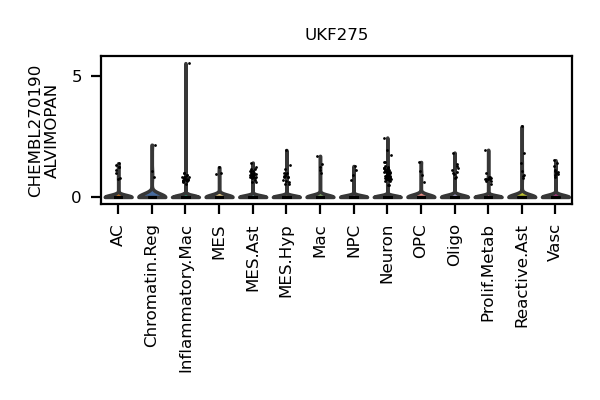 UKF275
CHEMBL270190
ALVIMOPAN
5
0
AC
Chromatin.Reg
Inflammatory.Mac
MES
MES.Ast
MES.Hyp
Mac
NPC
Neuron
OPC
Oligo
Prolif.Metab
Reactive.Ast
Vasc